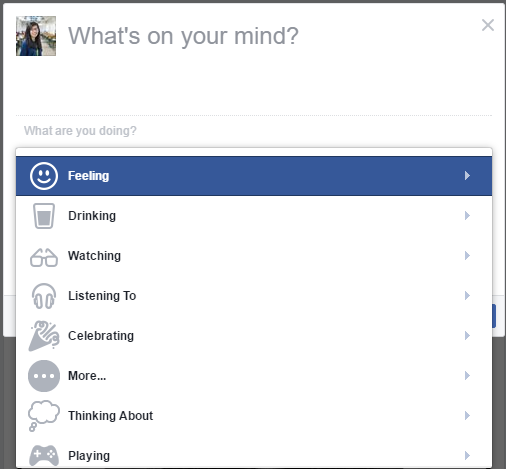 What's on your mind?
What are you doing?
Feeling
Drinking
Watching
Listening To
Celebrating
More...
Thinking About
Playing